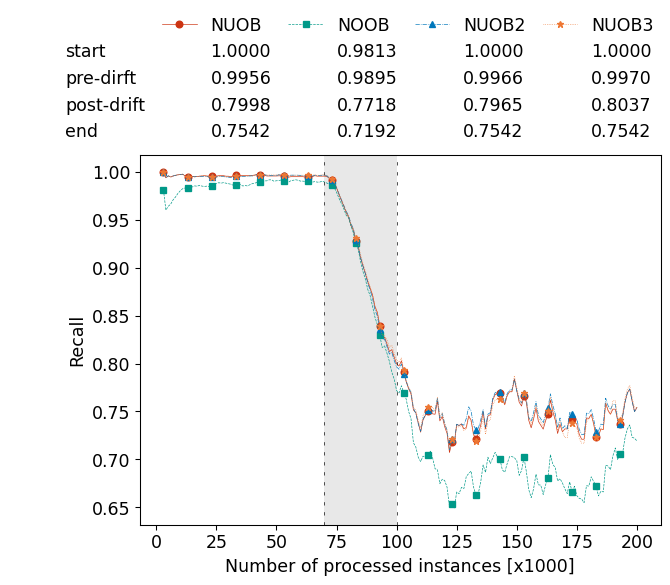 NUOB NOOB NUOB2 NUOB3
start 1.0000 0.9813 1.0000 1.0000
pre-dirft 0.9956 0.9895 0.9966 0.9970
post-drift 0.7998 0.7718 0.7965 0.8037
end 0.7542 0.7192 0.7542 0.7542
1.00
0.95
0.90
0.85
0.80
0.75
0.70
0.65
Recall
0 25 50 75 100 125 150 175 200
Number of processed instances [x1000]